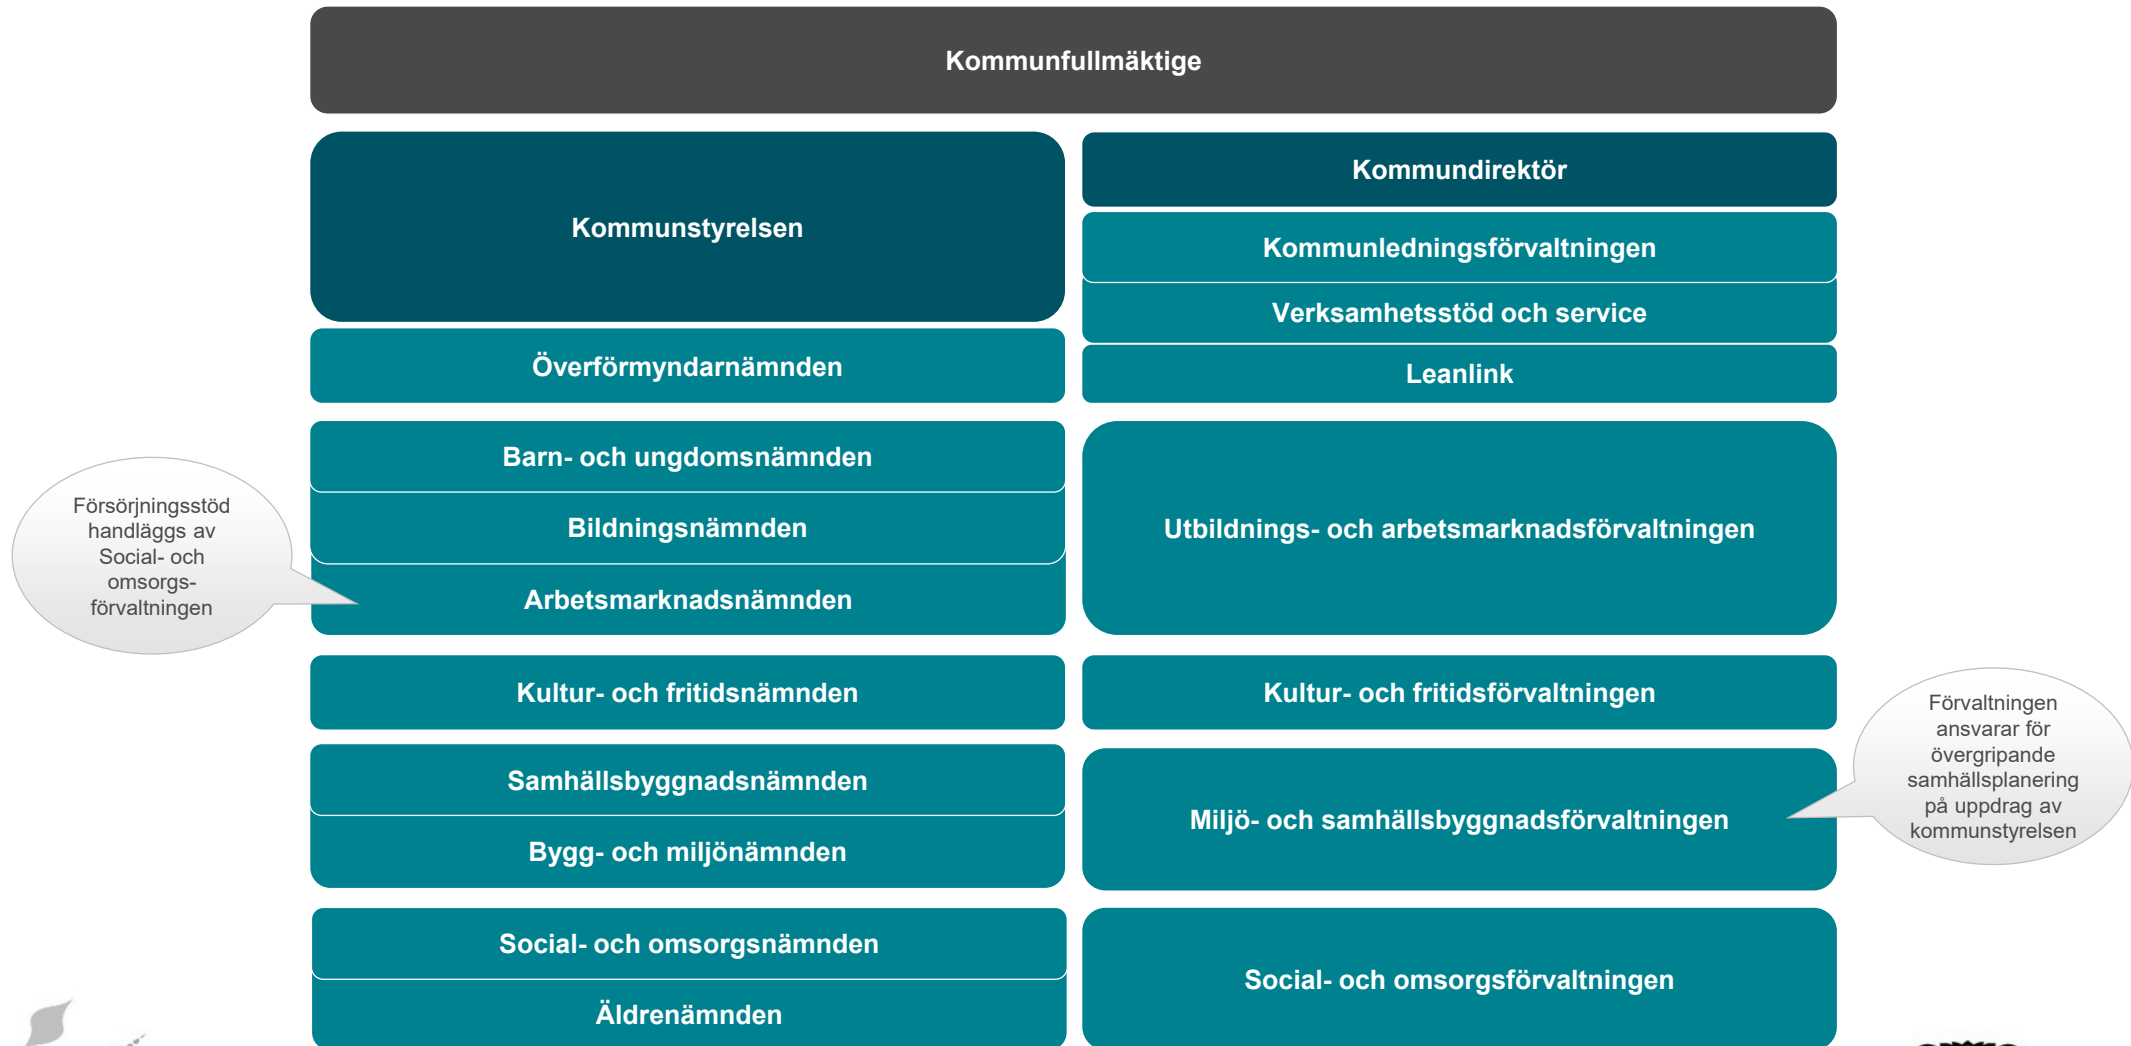 Kommunfullmäktige
Kommunstyrelsen
Kommundirektör
Kommunledningsförvaltningen
Verksamhetsstöd och service
Överförmyndarnämnden
Leanlink
Barn- och ungdomsnämnden
Bildningsnämnden
Arbetsmarknadsnämnden
Utbildnings- och arbetsmarknadsförvaltningen
Försörjningsstöd
handläggs av
Social- och
omsorgs-
förvaltningen
Kultur- och fritidsnämnden
Kultur- och fritidsförvaltningen
Samhällsbyggnadsnämnden
Bygg- och miljönämnden
Miljö- och samhällsbyggnadsförvaltningen
Förvaltningen
ansvarar för
övergripande
samhällsplanering
på uppdrag av
kommunstyrelsen
Social- och omsorgsnämnden
Äldrenämnden
Social- och omsorgsförvaltningen